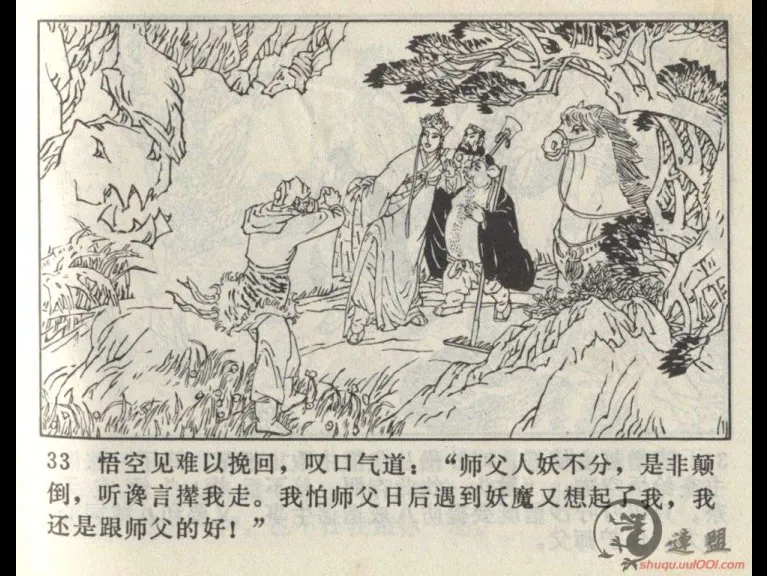 33 悟空见难以挽回，叹口气道：“师父人妖不分，是非颠
倒，听谗言撵我走。我怕师父日后遇到妖魔又想起了我，我
还是跟师父的好！”
連盟
shuqu.uul001.com